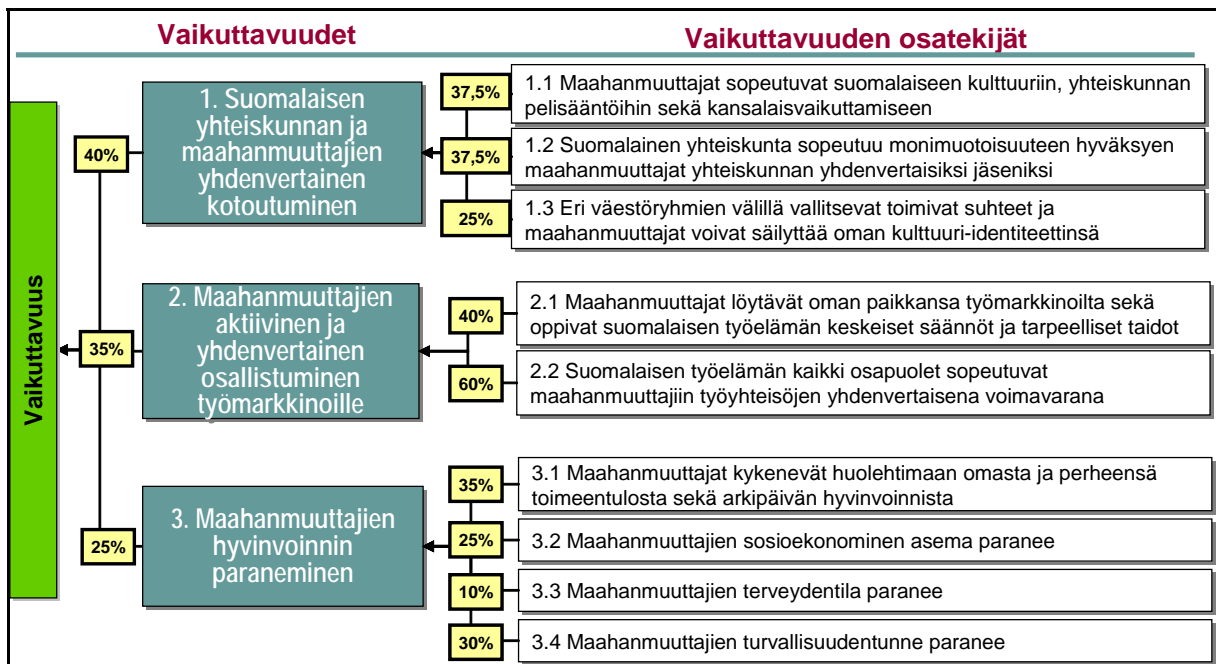 Vaikuttavuudet
Vaikuttavuuden osatekijät
Vaikuttavuus
40%
1. Suomalaisen
yhteiskunnan ja
maahanmuuttajien
yhdenvertainen
kotoutuminen
37,5%
1.1 Maahanmuuttajat sopeutuvat suomalaiseen kulttuuriin, yhteiskunnan
pelisääntöihin sekä kansalaisvaikuttamiseen
37,5%
1.2 Suomalainen yhteiskunta sopeutuu monimuotoisuuteen hyväksyen
maahanmuuttajat yhteiskunnan yhdenvertaisiksi jäseniksi
25%
1.3 Eri väestöryhmien välillä vallitsevat toimivat suhteet ja
maahanmuuttajat voivat säilyttää oman kulttuuri-identiteettinsä
35%
2. Maahanmuuttajien
aktiivinen ja
yhdenvertainen
osallistuminen
työmarkkinoille
40%
2.1 Maahanmuuttajat löytävät oman paikkansa työmarkkinoilta sekä
oppivat suomalaisen työelämän keskeiset säännöt ja tarpeelliset taidot
60%
2.2 Suomalaisen työelämän kaikki osapuolet sopeutuvat
maahanmuuttajiin työyhteisöjen yhdenvertaisena voimavarana
25%
3. Maahanmuuttajien
hyvinvoinnin
paraneminen
35%
3.1 Maahanmuuttajat kykenevät huolehtimaan omasta ja perheensä
toimeentulosta sekä arkipäivän hyvinvoinnista
25%
3.2 Maahanmuuttajien sosioekonominen asema paranee
10%
3.3 Maahanmuuttajien terveydentila paranee
30%
3.4 Maahanmuuttajien turvallisuudentunne paranee